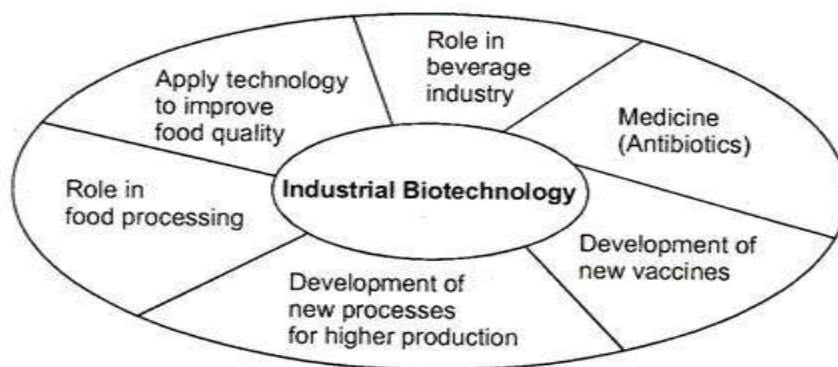 Role in
beverage
industry
Apply technology
to improve
food quality
Medicine
(Antibiotics)
Industrial Biotechnology
Role in
food processing
Development of
new vaccines
Development of
new processes
for higher production